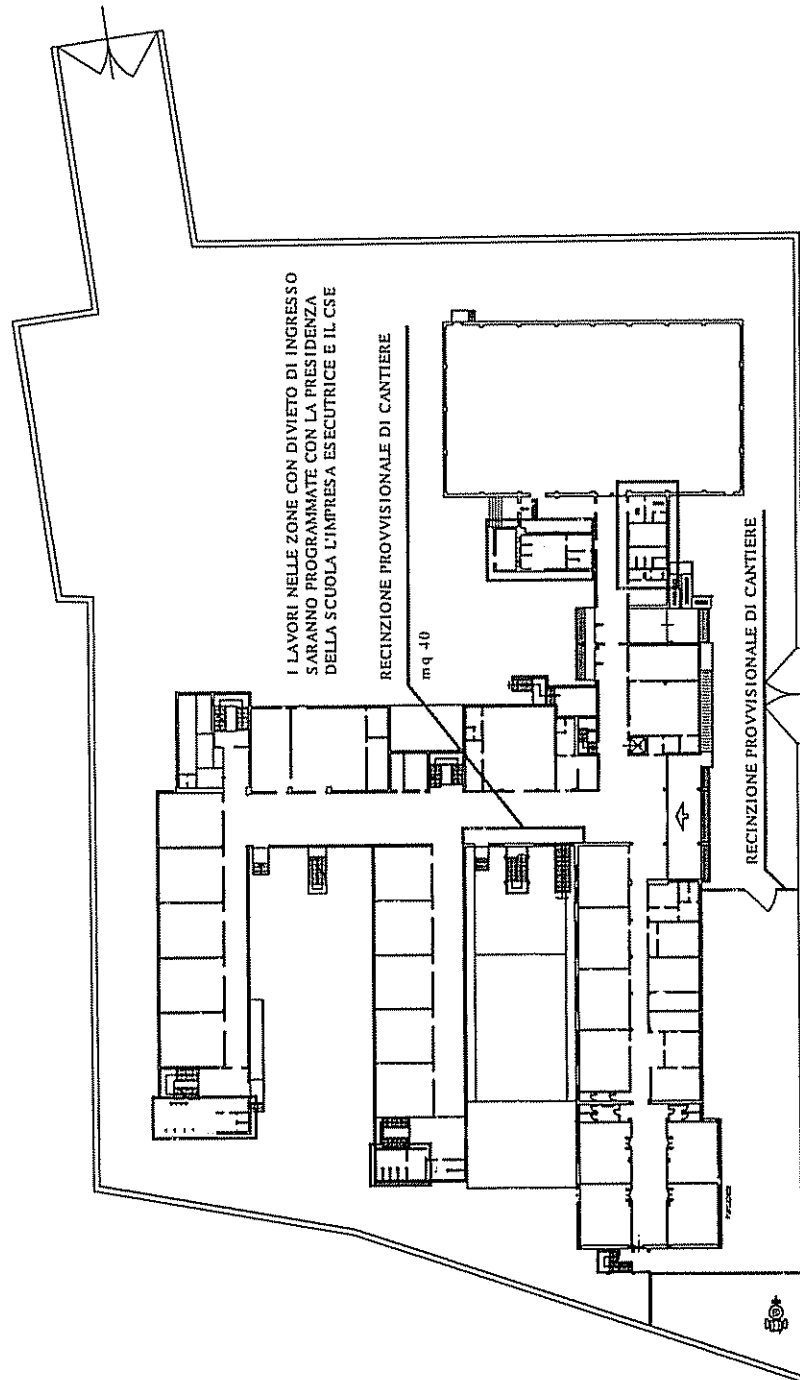 I LAVORI NELLE ZONE CON DIVIETO DI INGRESSO
SARANNO PROGRAMMATE CON LA PRESIDENZA
DELLA SCUOLA L'IMPRESA ESECUTRICE E IL CSE
RECINZIONE PROVVISIONALE DI CANTIERE
mq 40
RECINZIONE PROVVISIONALE DI CANTIERE